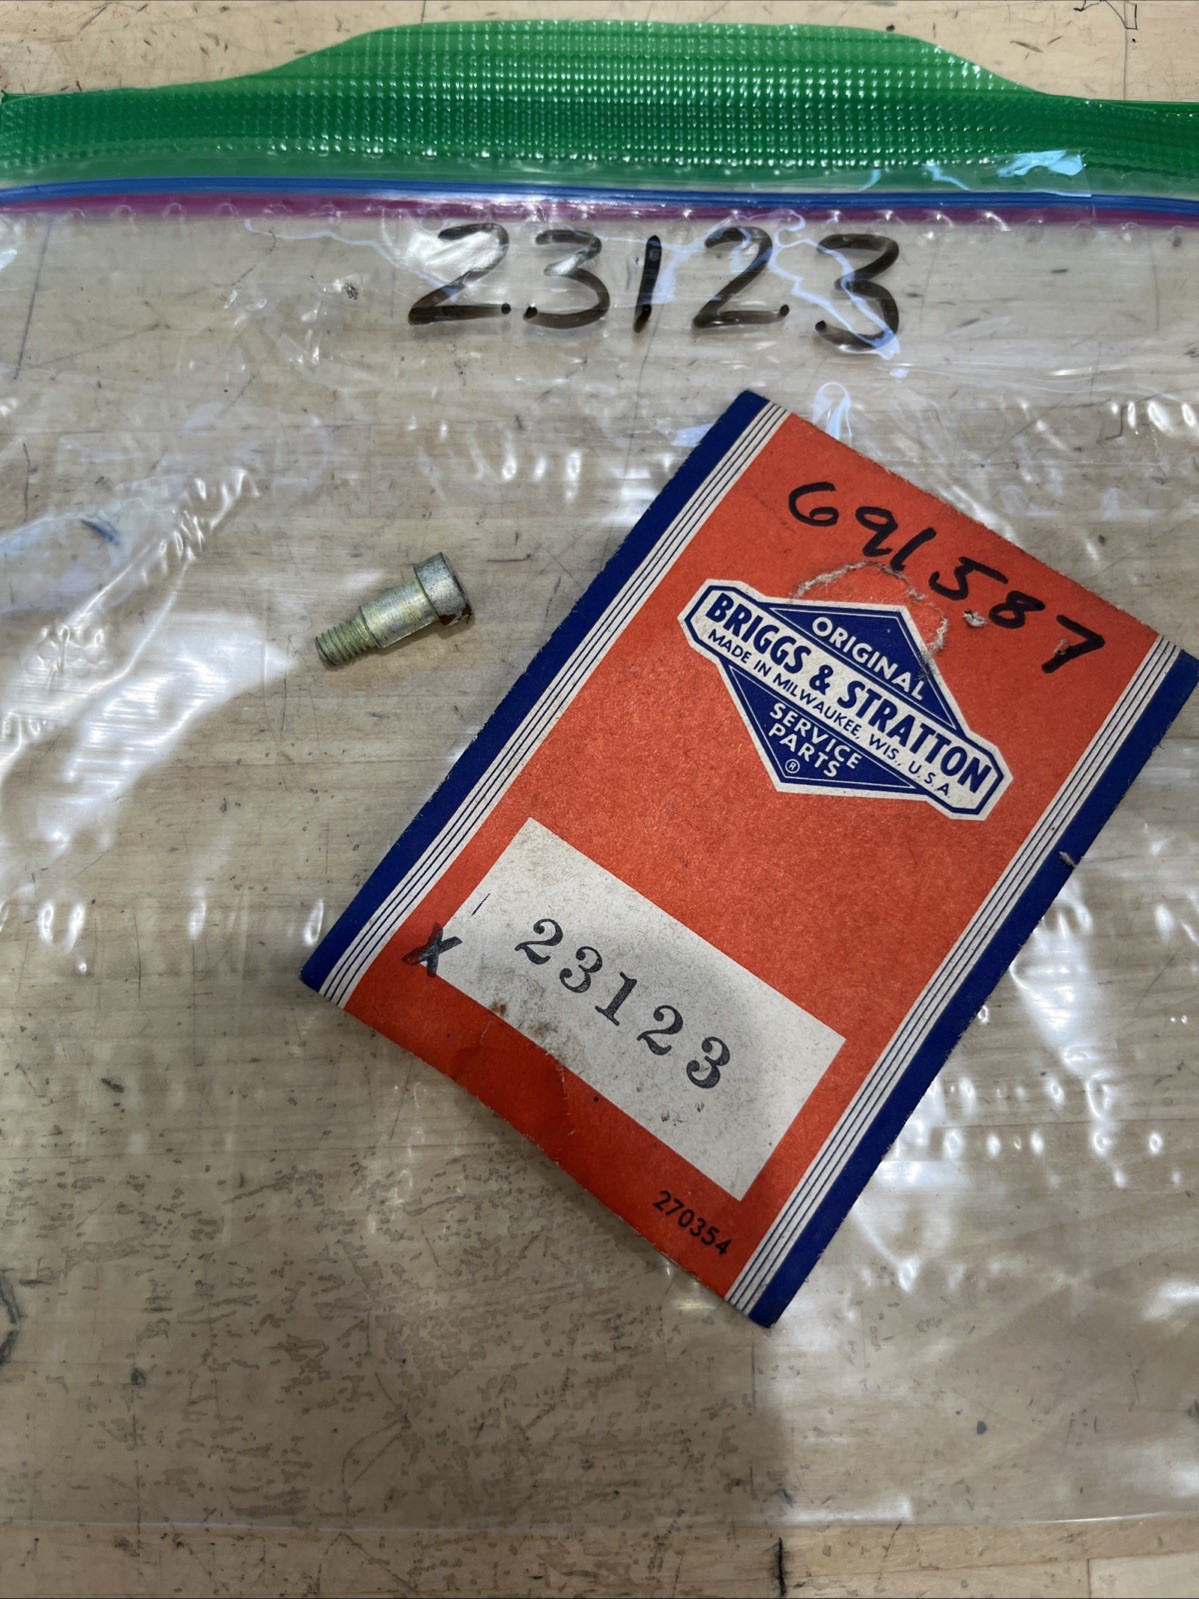 23123
691587
ORIGINAL
BRIGGS & STRATTON
MADE IN MILWAUKEE, WIS., U.S.A.
SERVICE
PARTS
®
X
23123
270354